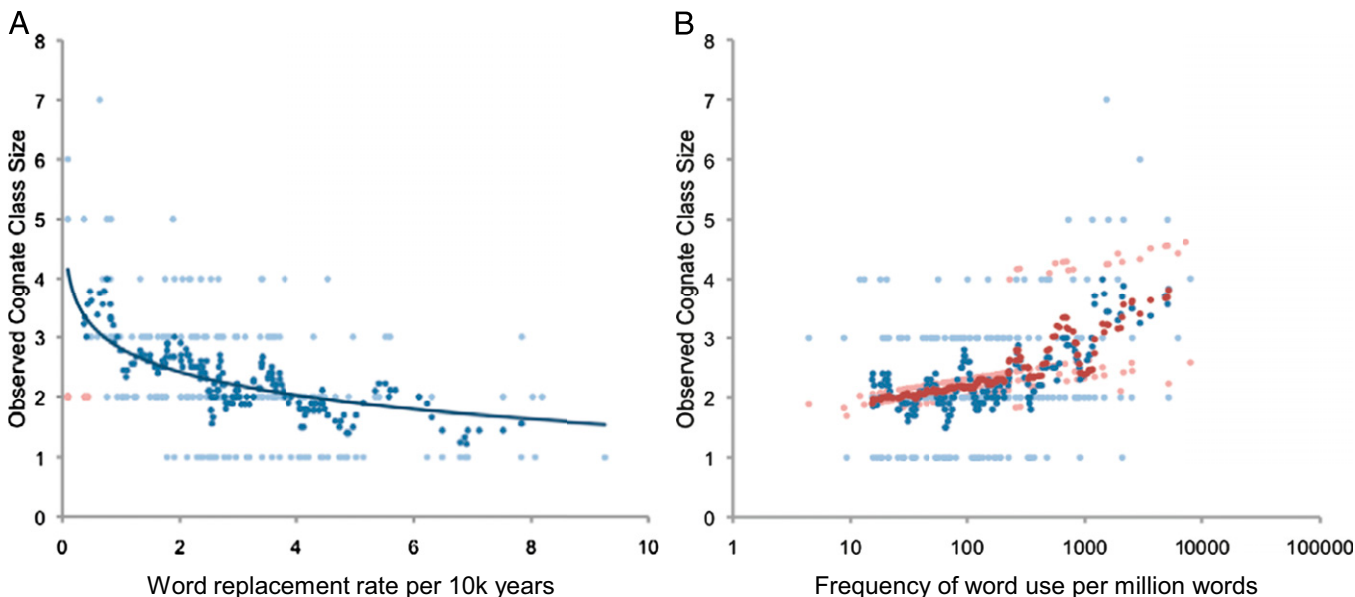 A
B
8
7
6
5
4
3
2
1
0
Observed Cognate Class Size
0 2 4 6 8 10
Word replacement rate per 10k years
8
7
6
5
4
3
2
1
0
Observed Cognate Class Size
1 10 100 1000 10000 100000
Frequency of word use per million words